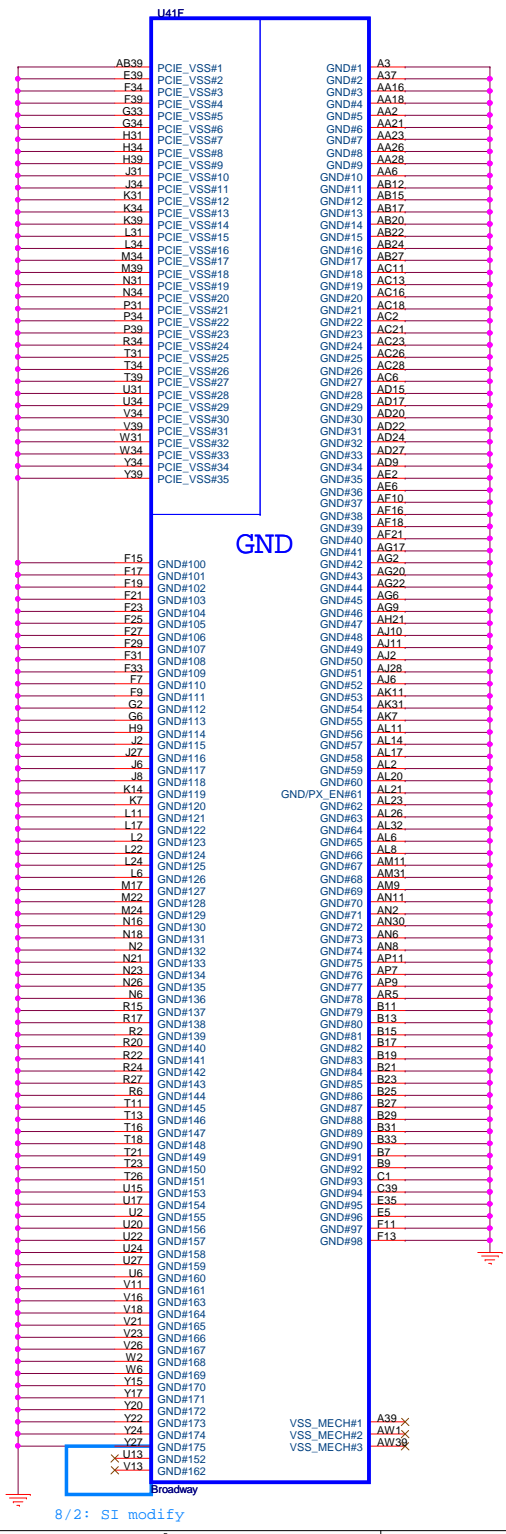 U41F
AB39 PCIE_VSS#1
E39 PCIE_VSS#2
F34 PCIE_VSS#3
F39 PCIE_VSS#4
G33 PCIE_VSS#5
G34 PCIE_VSS#6
H31 PCIE_VSS#7
H34 PCIE_VSS#8
H39 PCIE_VSS#9
J31 PCIE_VSS#10
J34 PCIE_VSS#11
K31 PCIE_VSS#12
K34 PCIE_VSS#13
K39 PCIE_VSS#14
L31 PCIE_VSS#15
L34 PCIE_VSS#16
M34 PCIE_VSS#17
M39 PCIE_VSS#18
N31 PCIE_VSS#19
N34 PCIE_VSS#20
P31 PCIE_VSS#21
P34 PCIE_VSS#22
P39 PCIE_VSS#23
R34 PCIE_VSS#24
T31 PCIE_VSS#25
T34 PCIE_VSS#26
T39 PCIE_VSS#27
U31 PCIE_VSS#28
U34 PCIE_VSS#29
V34 PCIE_VSS#30
V39 PCIE_VSS#31
W31 PCIE_VSS#32
W34 PCIE_VSS#33
Y34 PCIE_VSS#34
Y39 PCIE_VSS#35
GND
F15 GND#100
F17 GND#101
F19 GND#102
F21 GND#103
F23 GND#104
F25 GND#105
F27 GND#106
F29 GND#107
F31 GND#108
F33 GND#109
F7 GND#110
F9 GND#111
G2 GND#112
G6 GND#113
H9 GND#114
J2 GND#115
J27 GND#116
J6 GND#117
J8 GND#118
K14 GND#119
K7 GND#120
L11 GND#121
L17 GND#122
L2 GND#123
L22 GND#124
L24 GND#125
L6 GND#126
M17 GND#127
M22 GND#128
M24 GND#129
N16 GND#130
N18 GND#131
N2 GND#132
N21 GND#133
N23 GND#134
N26 GND#135
N6 GND#136
R15 GND#137
R17 GND#138
R2 GND#139
R20 GND#140
R22 GND#141
R24 GND#142
R27 GND#143
R6 GND#144
T11 GND#145
T13 GND#146
T16 GND#147
T18 GND#148
T21 GND#149
T23 GND#150
T26 GND#151
U15 GND#153
U17 GND#154
U2 GND#155
U20 GND#156
U22 GND#157
U24 GND#158
U27 GND#159
U6 GND#160
V11 GND#161
V16 GND#163
V18 GND#164
V21 GND#165
V23 GND#166
V26 GND#167
W2 GND#168
W6 GND#169
Y15 GND#170
Y17 GND#171
Y20 GND#172
Y22 GND#173
Y24 GND#174
Y27 GND#175
U13 GND#152
V13 GND#162
GND#1 A3
GND#2 A37
GND#3 AA16
GND#4 AA18
GND#5 AA2
GND#6 AA21
GND#7 AA23
GND#8 AA26
GND#9 AA28
GND#10 AA6
GND#11 AB12
GND#12 AB15
GND#13 AB17
GND#14 AB20
GND#15 AB22
GND#16 AB24
GND#17 AB27
GND#18 AC11
GND#19 AC13
GND#20 AC16
GND#21 AC18
GND#22 AC2
GND#23 AC21
GND#24 AC23
GND#25 AC26
GND#26 AC28
GND#27 AC6
GND#28 AD15
GND#29 AD17
GND#30 AD20
GND#31 AD22
GND#32 AD24
GND#33 AD27
GND#34 AD9
GND#35 AE2
GND#36 AE6
GND#37 AF10
GND#38 AF16
GND#39 AF18
GND#40 AF21
GND#41 AG17
GND#42 AG2
GND#43 AG20
GND#44 AG22
GND#45 AG6
GND#46 AG9
GND#47 AH21
GND#48 AJ10
GND#49 AJ11
GND#50 AJ2
GND#51 AJ28
GND#52 AJ6
GND#53 AK11
GND#54 AK31
GND#55 AK7
GND#56 AL11
GND#57 AL14
GND#58 AL17
GND#59 AL2
GND#60 AL20
GND/PX_EN#61 AL21
GND#62 AL23
GND#63 AL26
GND#64 AL32
GND#65 AL6
GND#66 AL8
GND#67 AM11
GND#68 AM31
GND#69 AM9
GND#70 AN11
GND#71 AN2
GND#72 AN30
GND#73 AN6
GND#74 AN8
GND#75 AP11
GND#76 AP7
GND#77 AP9
GND#78 AR5
GND#79 B11
GND#80 B13
GND#81 B15
GND#82 B17
GND#83 B19
GND#84 B21
GND#85 B23
GND#86 B25
GND#87 B27
GND#88 B29
GND#89 B31
GND#90 B33
GND#91 B7
GND#92 B9
GND#93 C1
GND#94 C39
GND#95 E35
GND#96 E5
GND#97 F11
GND#98 F13
VSS_MECH#1 A39
VSS_MECH#2 AW1
VSS_MECH#3 AW39
Broadway
8/2: SI modify